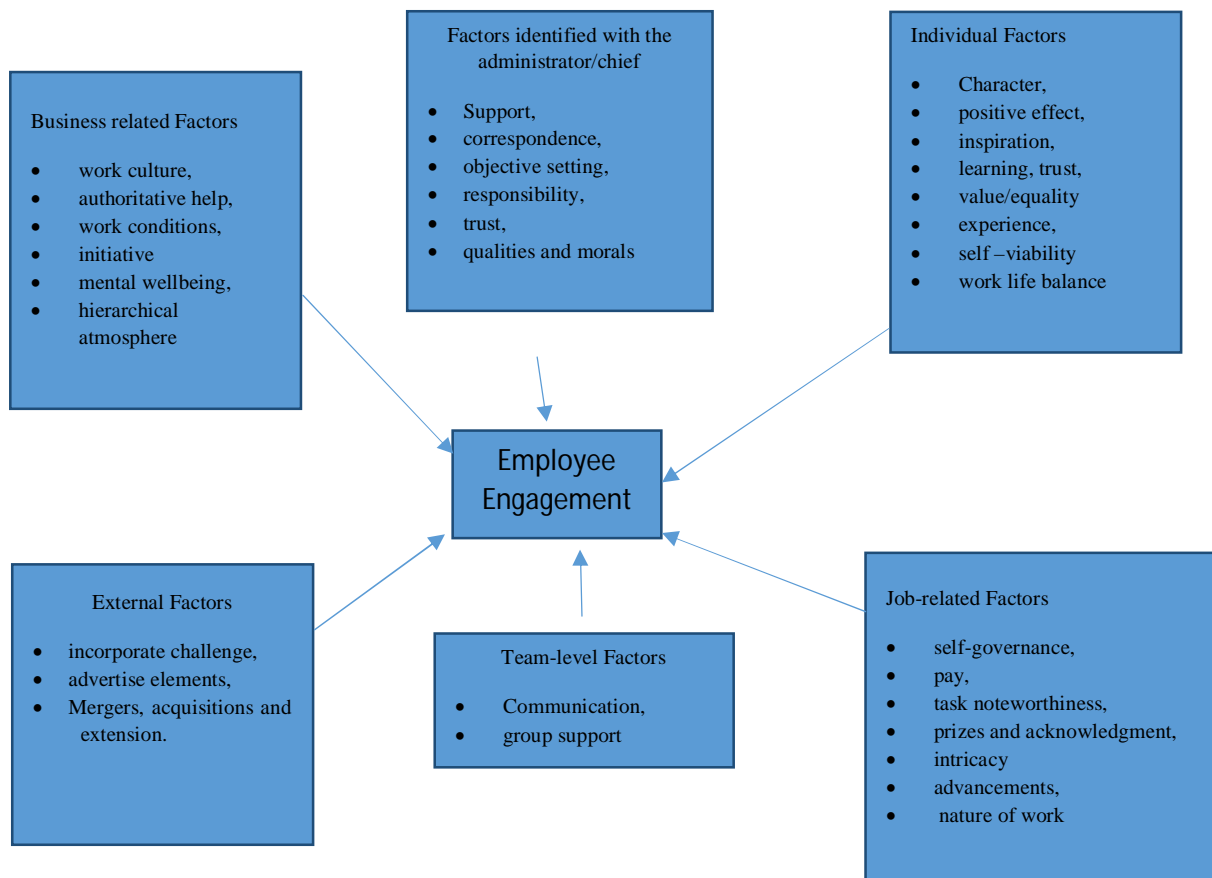 Business related Factors
• work culture,
• authoritative help,
• work conditions,
• initiative
• mental wellbeing,
• hierarchical
atmosphere
Factors identified with the
administrator/chief
• Support,
• correspondence,
• objective setting,
• responsibility,
• trust,
• qualities and morals
Individual Factors
• Character,
• positive effect,
• inspiration,
• learning, trust,
• value/equality
• experience,
• self –viability
• work life balance
Employee
Engagement
External Factors
• incorporate challenge,
• advertise elements,
• Mergers, acquisitions and
extension.
Team-level Factors
• Communication,
• group support
Job-related Factors
• self-governance,
• pay,
• task noteworthiness,
• prizes and acknowledgment,
• intricacy
• advancements,
• nature of work